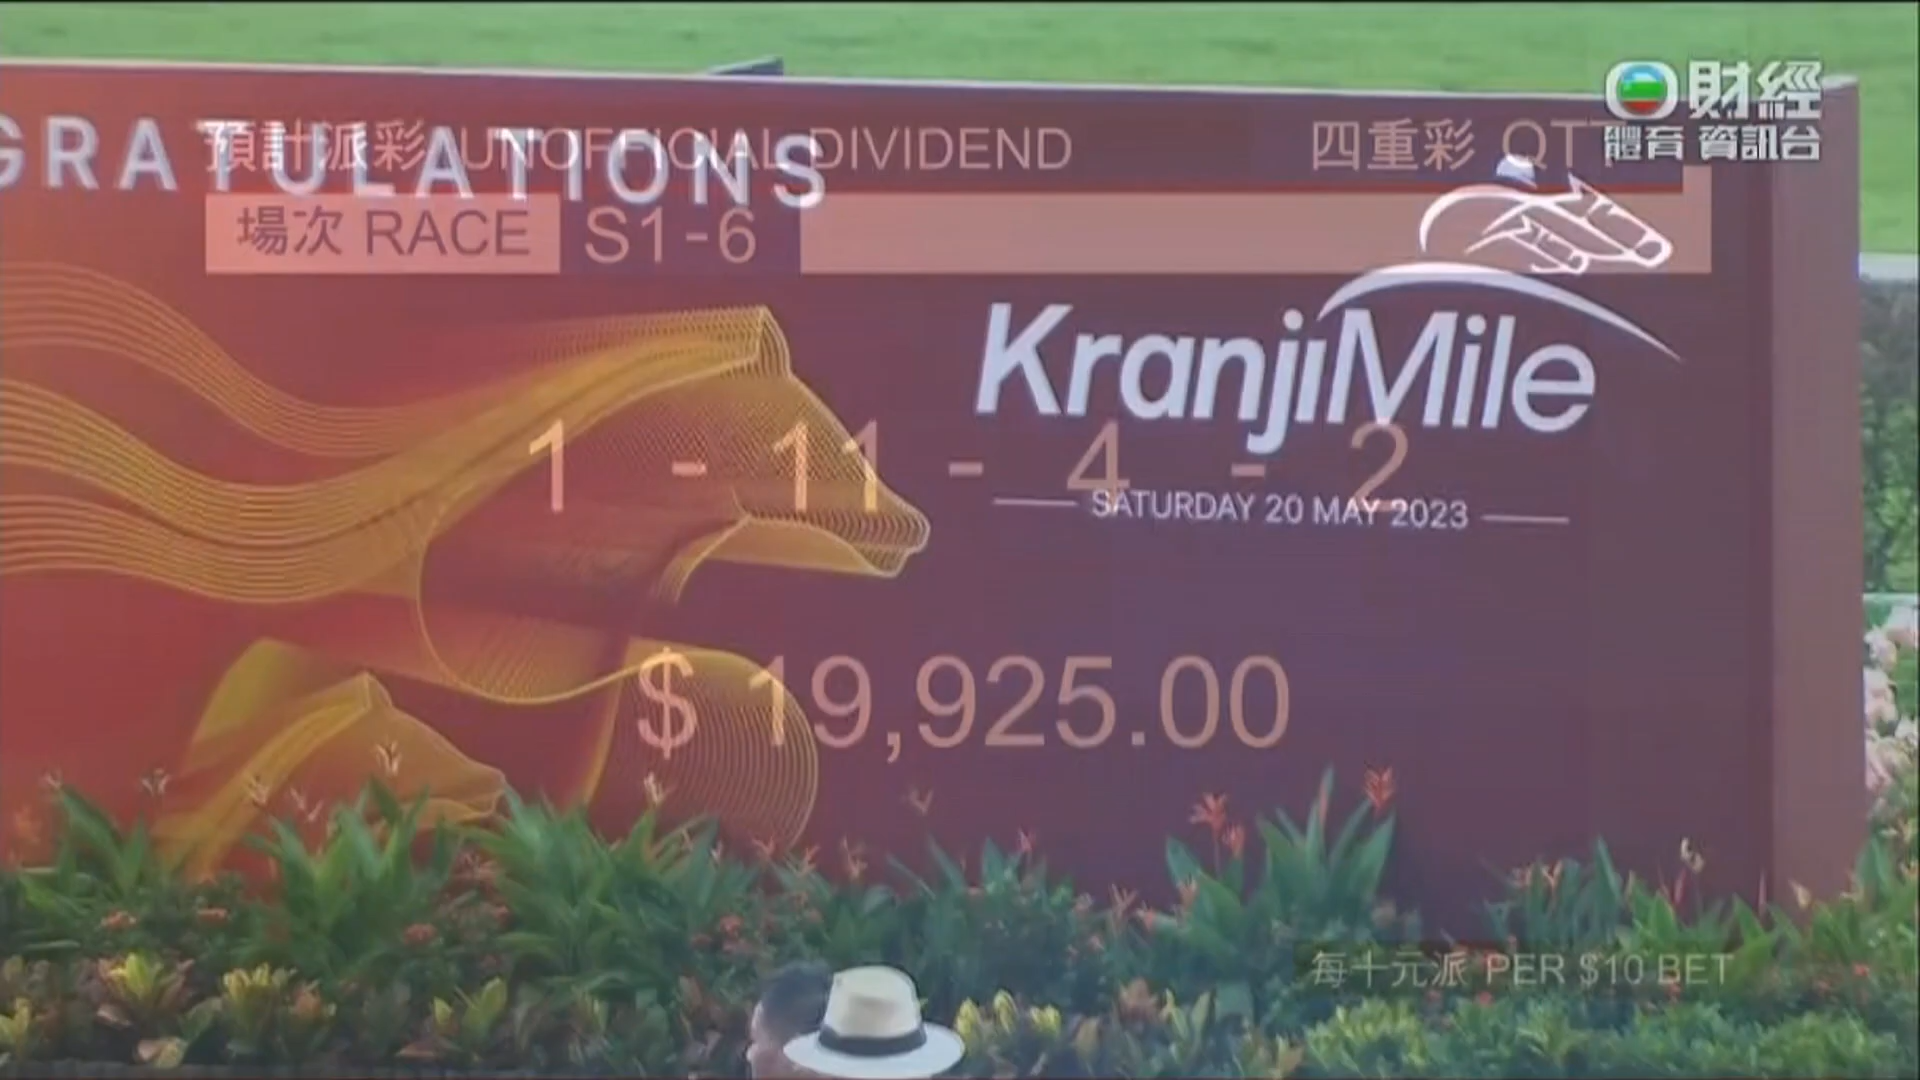 財經
體育 資訊台
GRATULATIONS
預計派彩 UNOFFICIAL DIVIDEND
四重彩 QTT
場次 RACE S1-6
KranjiMile
1 - 11 - 4 - 2
SATURDAY 20 MAY 2023
$ 19,925.00
每十元派 PER $10 BET